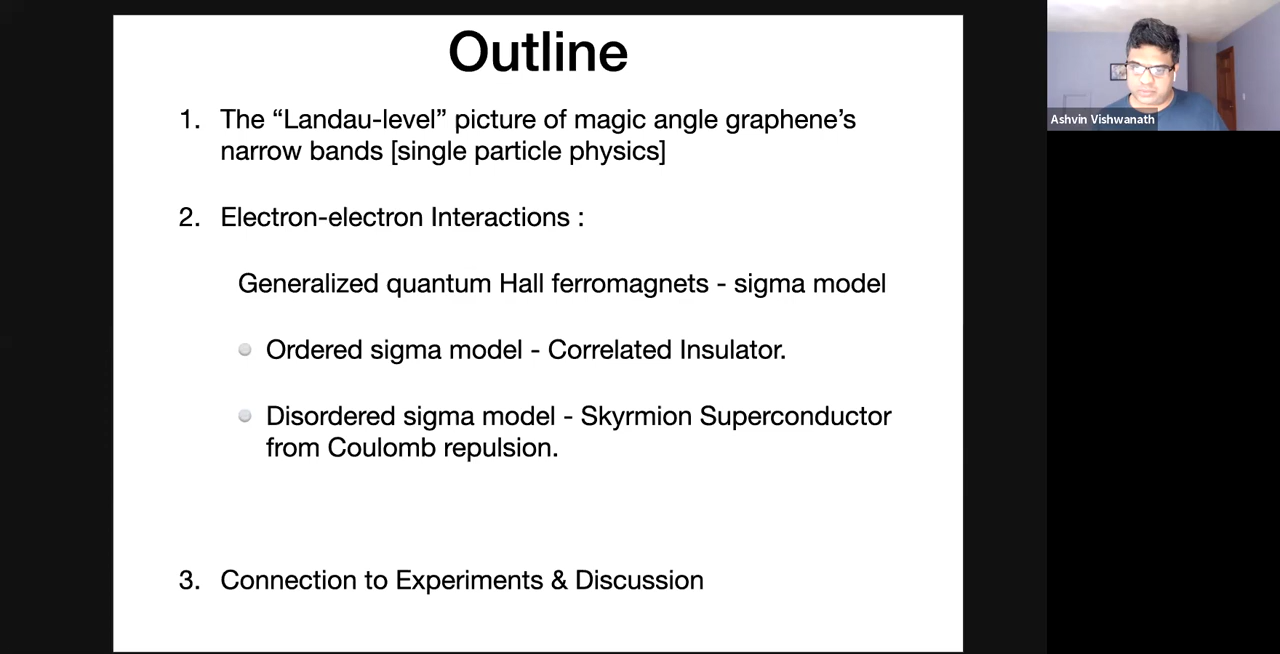 Outline
1. The “Landau-level” picture of magic angle graphene’s
narrow bands [single particle physics]
2. Electron-electron Interactions :
Generalized quantum Hall ferromagnets - sigma model
Ordered sigma model - Correlated Insulator.
Disordered sigma model - Skyrmion Superconductor
from Coulomb repulsion.
3. Connection to Experiments & Discussion
Ashvin Vishwanath